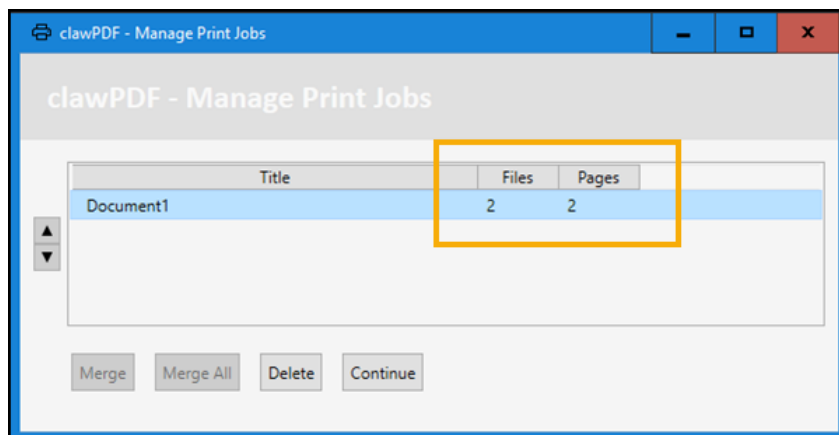 clawPDF - Manage Print Jobs
clawPDF - Manage Print Jobs
Title Files Pages
Document1 2 2
Merge Merge All Delete Continue